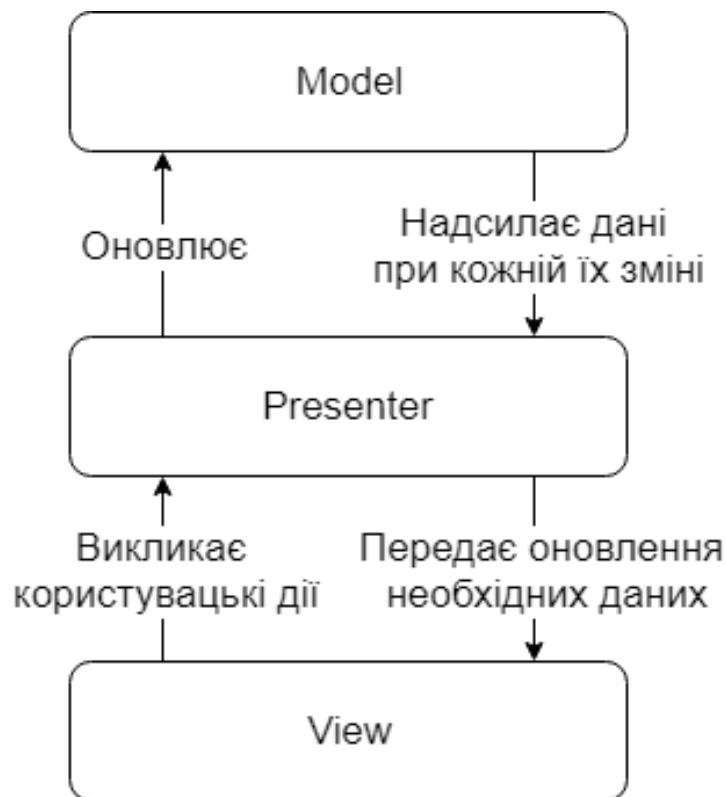 Model
Оновлює
Надсилає дані
при кожній їх зміні
Presenter
Викликає
користувацькі дії
Передає оновлення
необхідних даних
View